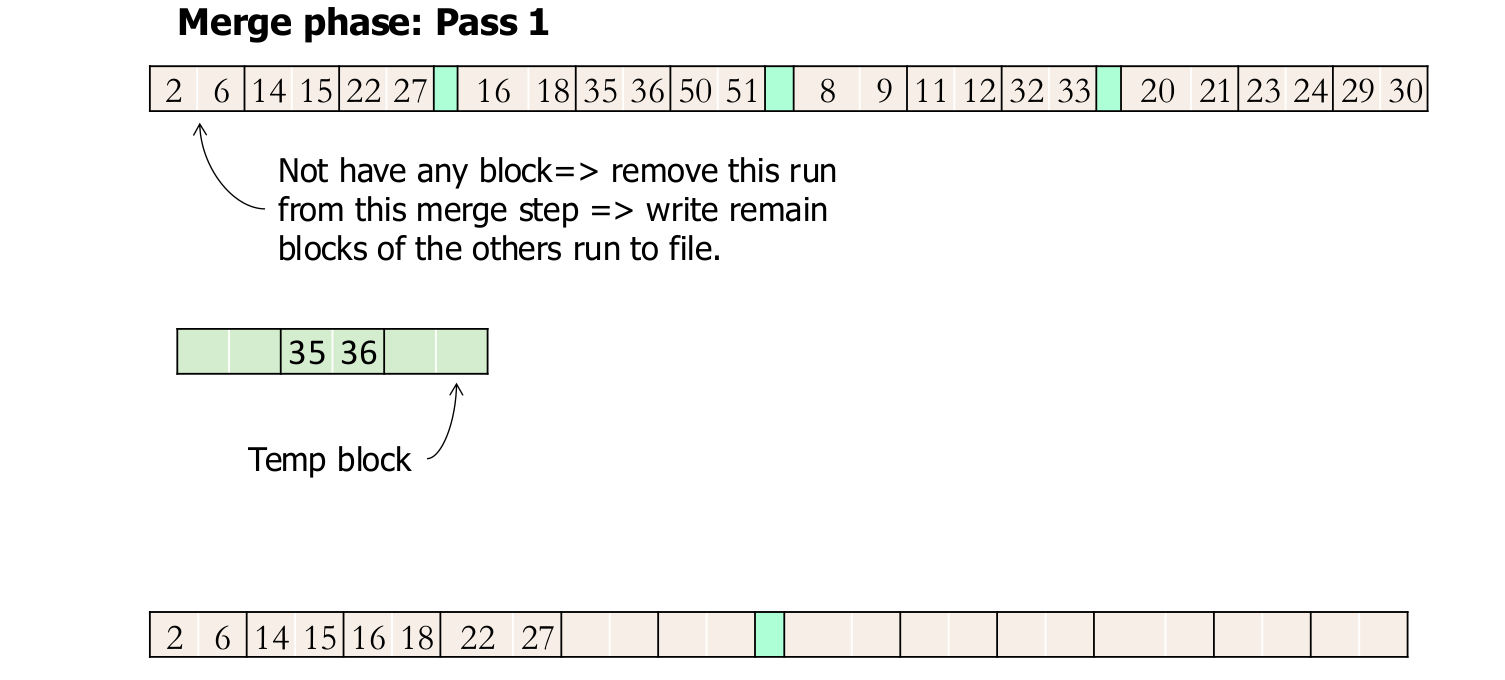 Merge phase: Pass 1
2 6 14 15 22 27 16 18 35 36 50 51 8 9 11 12 32 33 20 21 23 24 29 30
Not have any block=> remove this run
from this merge step => write remain
blocks of the others run to file.
35 36
Temp block
2 6 14 15 16 18 22 27